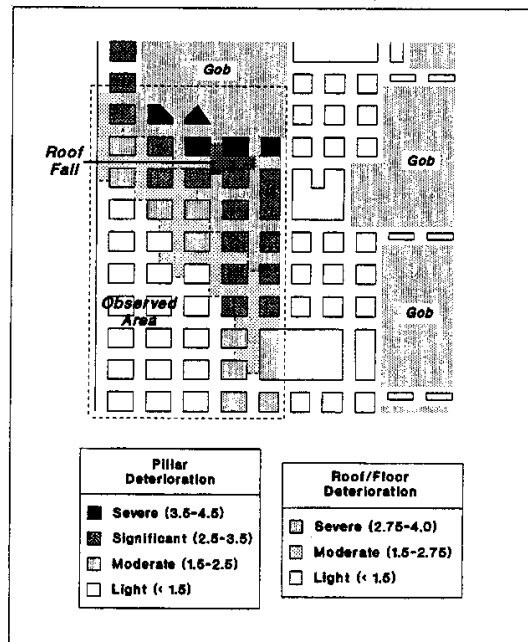 Gob
Roof
Fall
Gob
Observed
Area
Gob
Pillar
Deterioration
Severe (3.5-4.5)
Significant (2.5-3.5)
Moderate (1.5-2.5)
Light (< 1.5)
Roof/Floor
Deterioration
Severe (2.75-4.0)
Moderate (1.5-2.75)
Light (< 1.5)